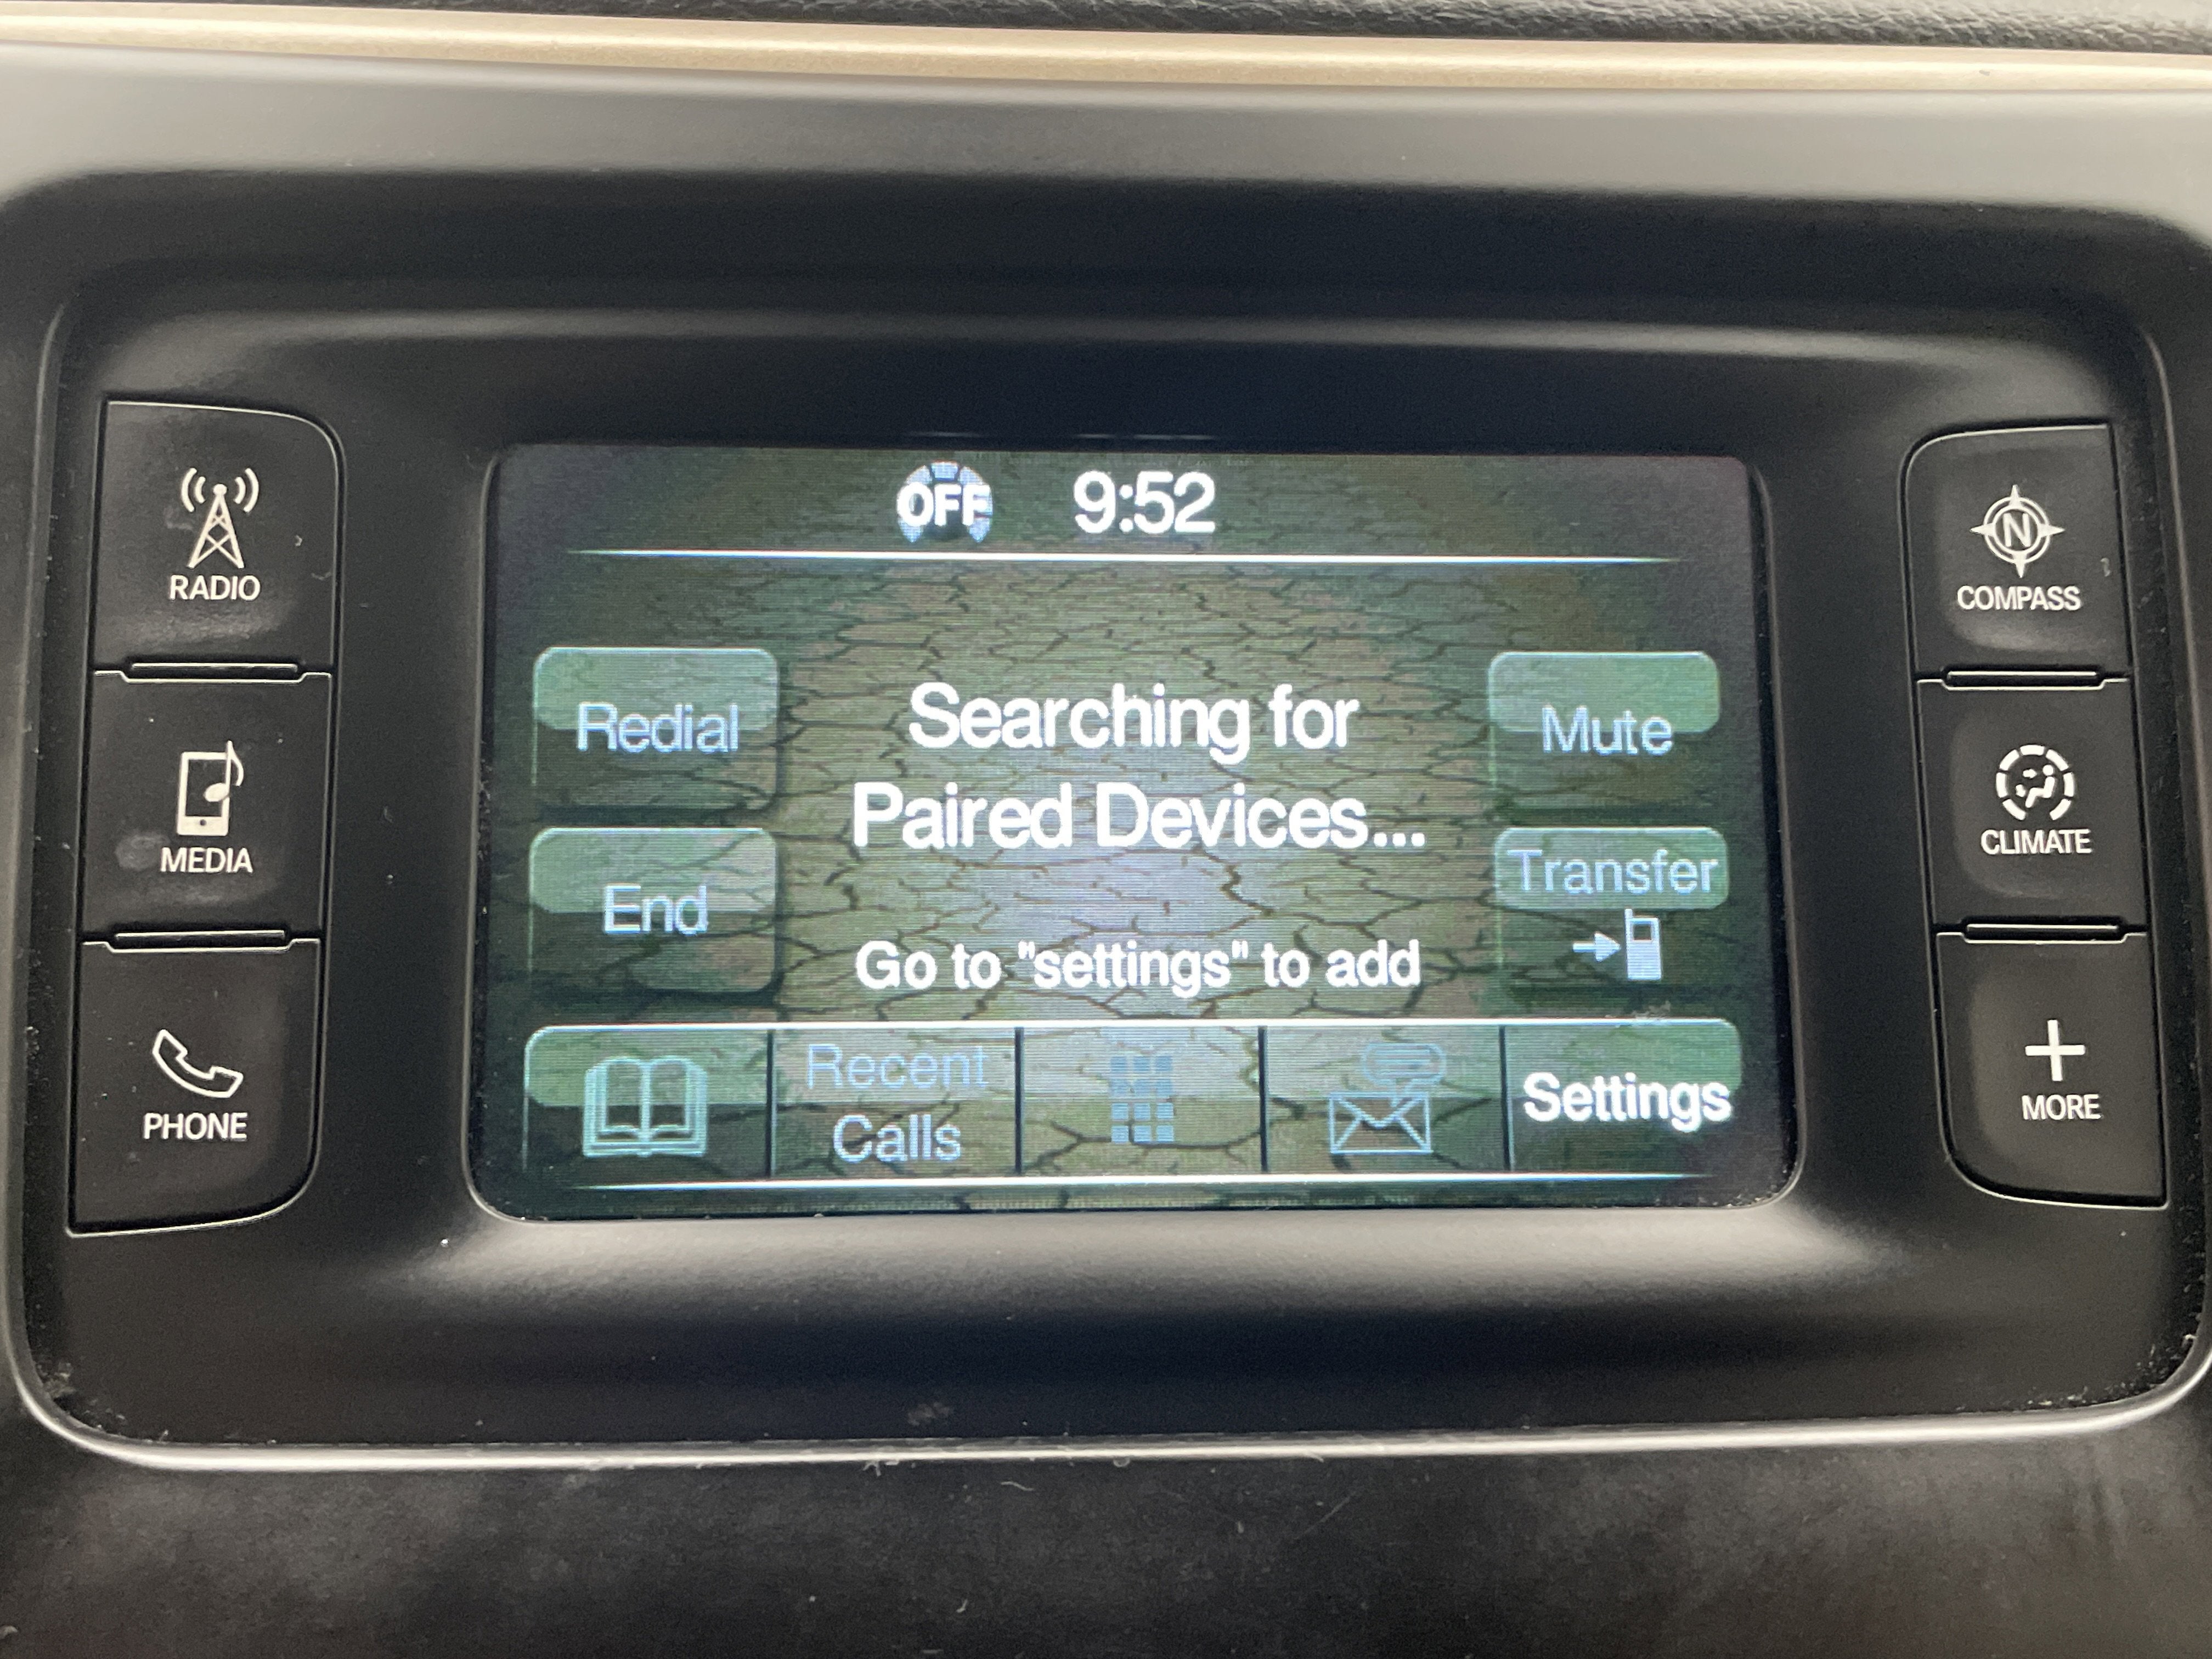 OFF 9:52
RADIO
MEDIA
PHONE
Redial
End
Searching for
Paired Devices...
Go to "settings" to add
Mute
Transfer
Recent
Calls
Settings
N
COMPASS
CLIMATE
MORE